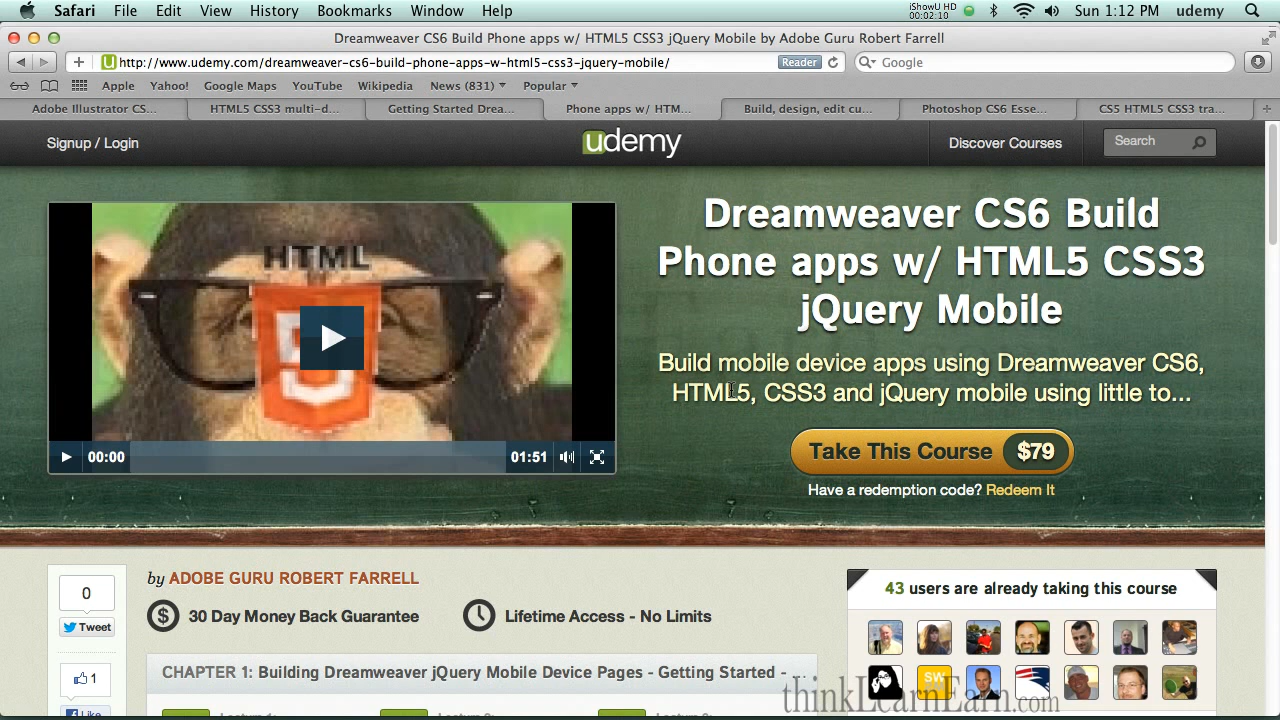 Safari File Edit View History Bookmarks Window Help iShowU HD 00:02:10 Sun 1:12 PM udemy
Dreamweaver CS6 Build Phone apps w/ HTML5 CSS3 jQuery Mobile by Adobe Guru Robert Farrell
http://www.udemy.com/dreamweaver-cs6-build-phone-apps-w-html5-css3-jquery-mobile/ Reader Google
Apple Yahoo! Google Maps YouTube Wikipedia News (831) Popular
Adobe Illustrator CS... HTML5 CSS3 multi-d... Getting Started Drea... Phone apps w/ HTM... Build, design, edit cu... Photoshop CS6 Esse... CS5 HTML5 CSS3 tra...
Signup / Login udemy Discover Courses Search
HTML
5
00:00 01:51
Dreamweaver CS6 Build
Phone apps w/ HTML5 CSS3
jQuery Mobile
Build mobile device apps using Dreamweaver CS6,
HTML5, CSS3 and jQuery mobile using little to...
Take This Course $79
Have a redemption code? Redeem It
0
Tweet
1
Like
by ADOBE GURU ROBERT FARRELL
30 Day Money Back Guarantee Lifetime Access - No Limits
CHAPTER 1: Building Dreamweaver jQuery Mobile Device Pages - Getting Started - ...
43 users are already taking this course
SW
thinkLearnEarn.com